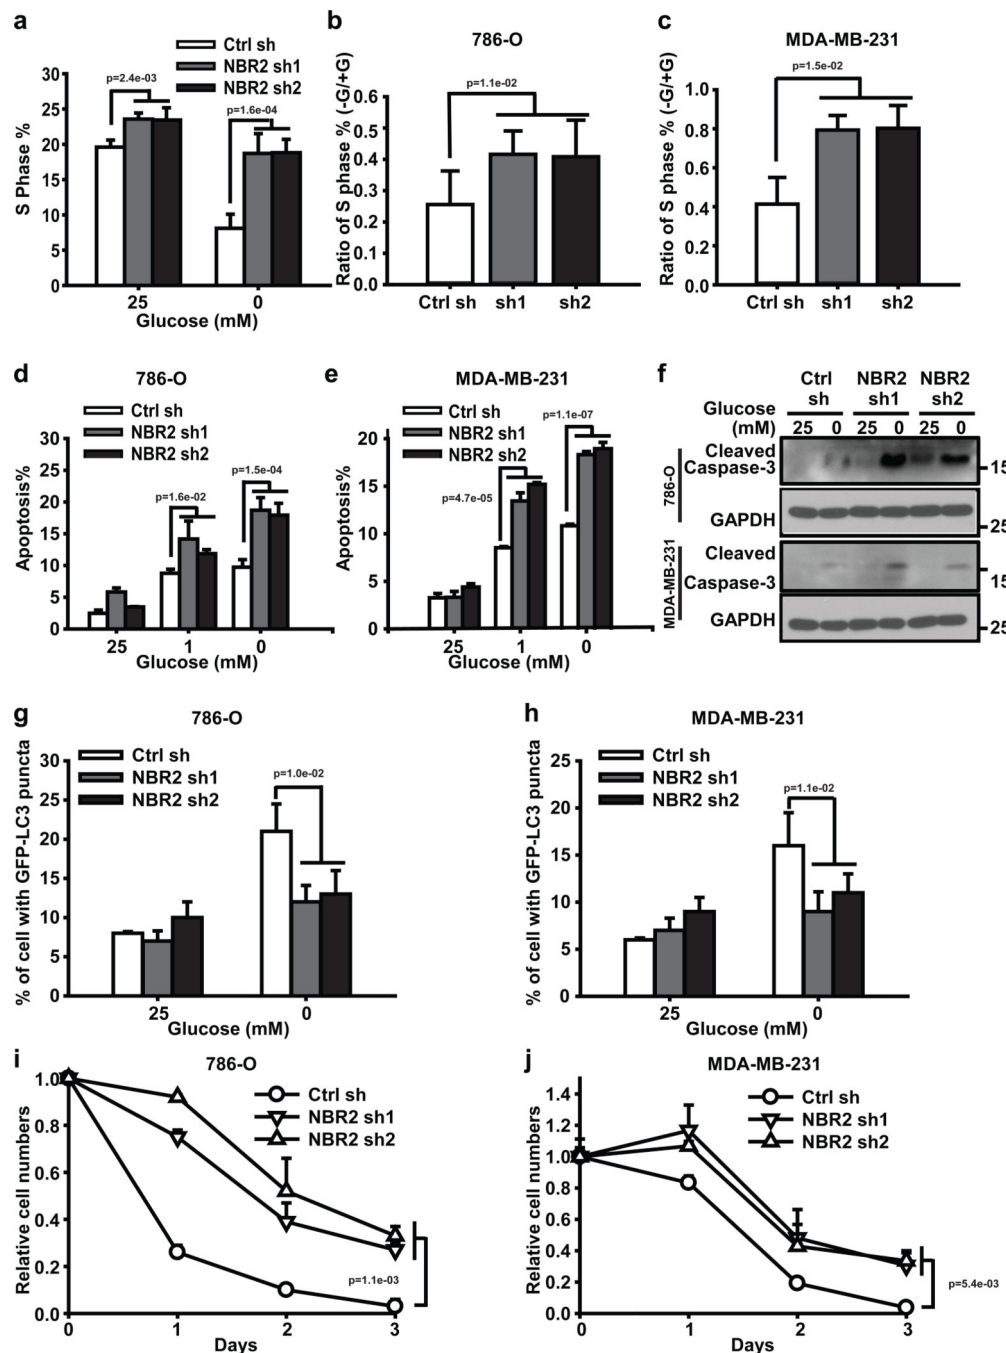 a
Ctrl sh
NBR2 sh1
NBR2 sh2
p=2.4e-03
p=1.6e-04
S Phase %
30
25
20
15
10
5
0
25
0
Glucose (mM)
b
786-O
p=1.1e-02
Ratio of S phase % (-G/+G)
0.6
0.5
0.4
0.3
0.2
0.1
0.0
Ctrl sh
sh1
sh2
c
MDA-MB-231
p=1.5e-02
Ratio of S phase % (-G/+G)
1.0
0.8
0.6
0.4
0.2
0
Ctrl sh
sh1
sh2
d
786-O
Ctrl sh
NBR2 sh1
NBR2 sh2
p=1.6e-02
p=1.5e-04
Apoptosis%
30
25
20
15
10
5
0
25
1
0
Glucose (mM)
e
MDA-MB-231
Ctrl sh
NBR2 sh1
NBR2 sh2
p=4.7e-05
p=1.1e-07
Apoptosis%
20
15
10
5
0
25
1
0
Glucose (mM)
f
Ctrl sh
NBR2 sh1
NBR2 sh2
Glucose (mM)
25 0 25 0 25 0
786-O
Cleaved Caspase-3
15
GAPDH
25
MDA-MB-231
Cleaved Caspase-3
15
GAPDH
25
g
786-O
Ctrl sh
NBR2 sh1
NBR2 sh2
p=1.0e-02
% of cell with GFP-LC3 puncta
30
25
20
15
10
5
0
25
0
Glucose (mM)
h
MDA-MB-231
Ctrl sh
NBR2 sh1
NBR2 sh2
p=1.1e-02
% of cell with GFP-LC3 puncta
25
20
15
10
5
0
25
0
Glucose (mM)
i
786-O
Ctrl sh
NBR2 sh1
NBR2 sh2
p=1.1e-03
Relative cell numbers
1.0
0.8
0.6
0.4
0.2
0.0
0
1
2
3
Days
j
MDA-MB-231
Ctrl sh
NBR2 sh1
NBR2 sh2
p=5.4e-03
Relative cell numbers
1.4
1.2
1.0
0.8
0.6
0.4
0.2
0.0
0
1
2
3
Days